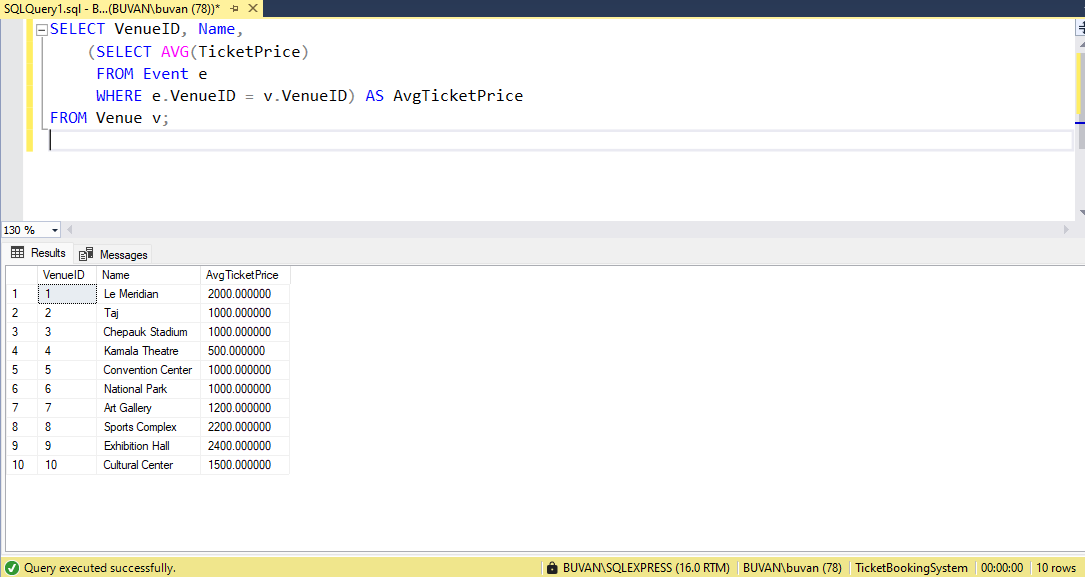 SQLQuery1.sql - B...(BUVAN\buvan (78))*
SELECT VenueID, Name,
(SELECT AVG(TicketPrice)
FROM Event e
WHERE e.VenueID = v.VenueID) AS AvgTicketPrice
FROM Venue v;
130 %
Results Messages
VenueID Name AvgTicketPrice
1 1 Le Meridian 2000.000000
2 2 Taj 1000.000000
3 3 Chepauk Stadium 1000.000000
4 4 Kamala Theatre 500.000000
5 5 Convention Center 1000.000000
6 6 National Park 1000.000000
7 7 Art Gallery 1200.000000
8 8 Sports Complex 2200.000000
9 9 Exhibition Hall 2400.000000
10 10 Cultural Center 1500.000000
Query executed successfully. BUVAN\SQLEXPRESS (16.0 RTM) BUVAN\buvan (78) TicketBookingSystem 00:00:00 10 rows